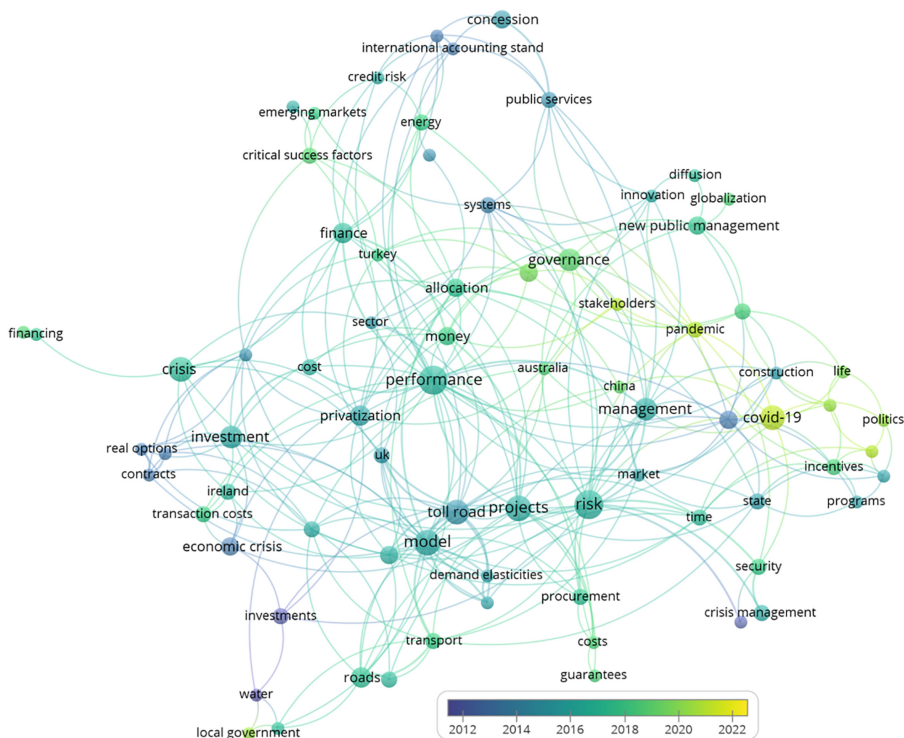 concession
international accounting stand
credit risk
public services
emerging markets
energy
critical success factors
diffusion
innovation
globalization
systems
new public management
finance
turkey
governance
allocation
stakeholders
sector
pandemic
financing
money
crisis
cost
performance
australia
construction
life
china
management
covid-19
privatization
politics
investment
real options
uk
contracts
market
incentives
ireland
state
programs
transaction costs
toll road
projects
risk
time
economic crisis
model
demand elasticities
security
procurement
investments
crisis management
transport
costs
roads
guarantees
water
local government
2012 2014 2016 2018 2020 2022